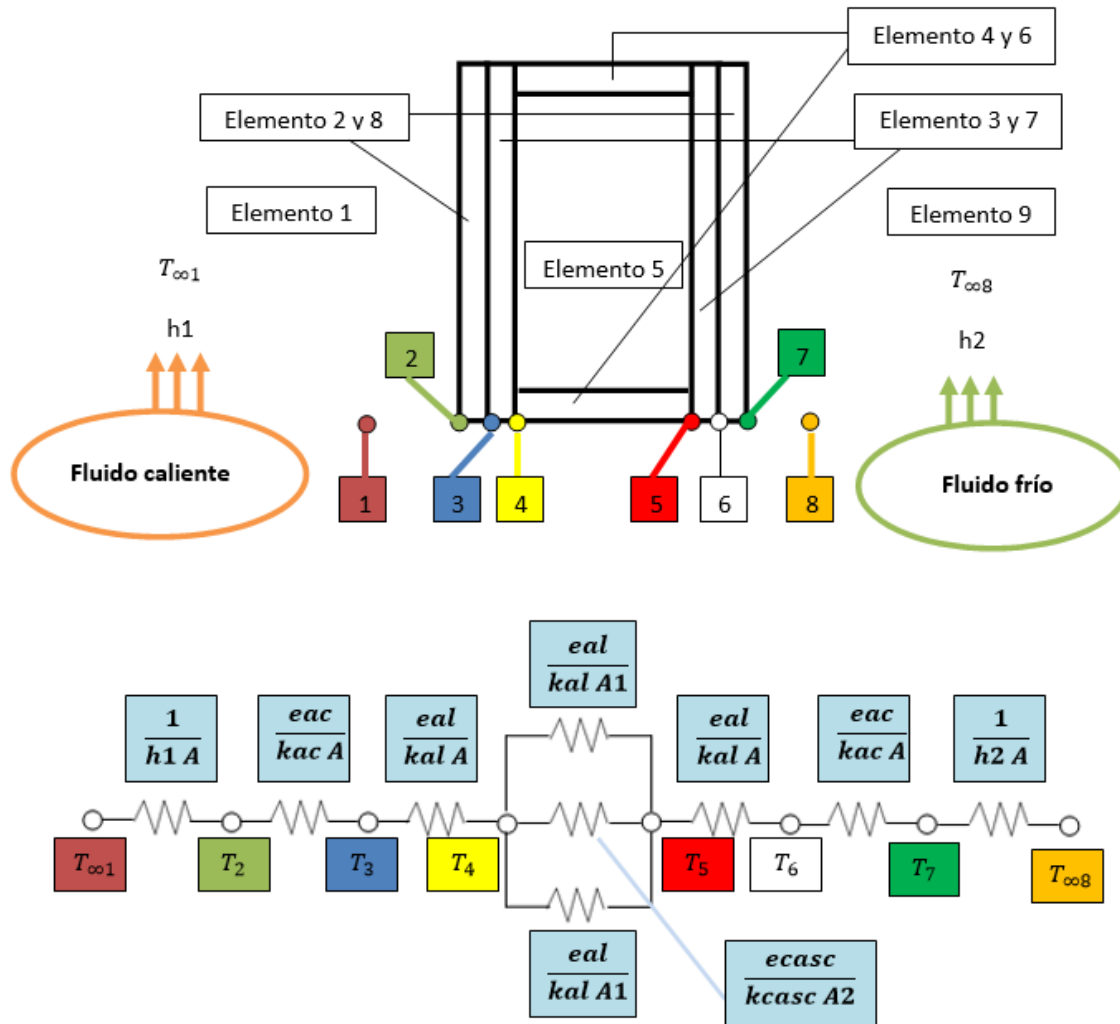 Elemento 4 y 6
Elemento 2 y 8
Elemento 3 y 7
Elemento 1
Elemento 9
Elemento 5
T∞1
T∞8
h1
h2
2
7
Fluido caliente
Fluido frío
1
3
4
5
6
8
eal
kal A1
1
h1 A
eac
kac A
eal
kal A
eal
kal A
eac
kac A
1
h2 A
T∞1
T2
T3
T4
T5
T6
T7
T∞8
eal
kal A1
ecasc
kcasc A2